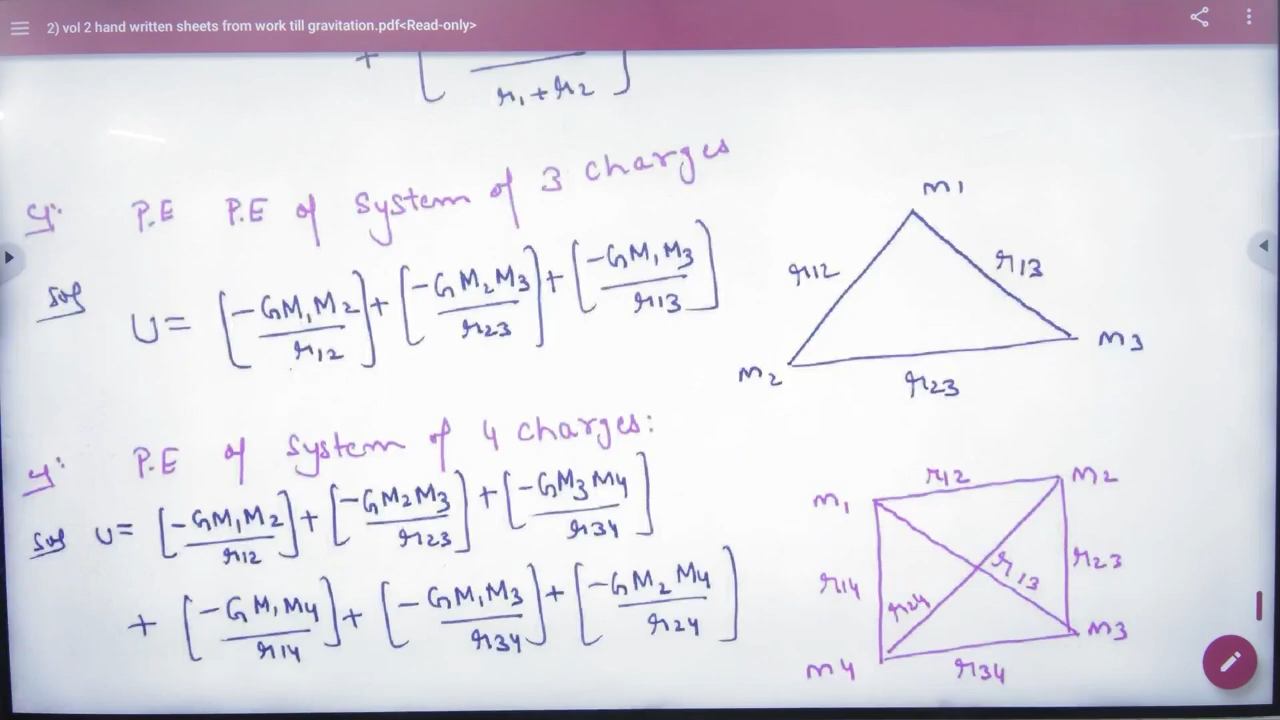 2) vol 2 hand written sheets from work till gravitation.pdf<Read-only>
+ [ / r1 + r2 ]
P.E P.E of system of 3 charges
Sol U = [-GM1M2 / r12] + [-GM2M3 / r23] + [-GM1M3 / r13]
m1
r12
r13
m2
m3
r23
P.E of system of 4 charges:
Sol U = [-GM1M2 / r12] + [-GM2M3 / r23] + [-GM3M4 / r34]
+ [-GM1M4 / r14] + [-GM1M3 / r34] + [-GM2M4 / r24]
m1
r12
m2
r14
r24
r13
r23
m4
r34
m3